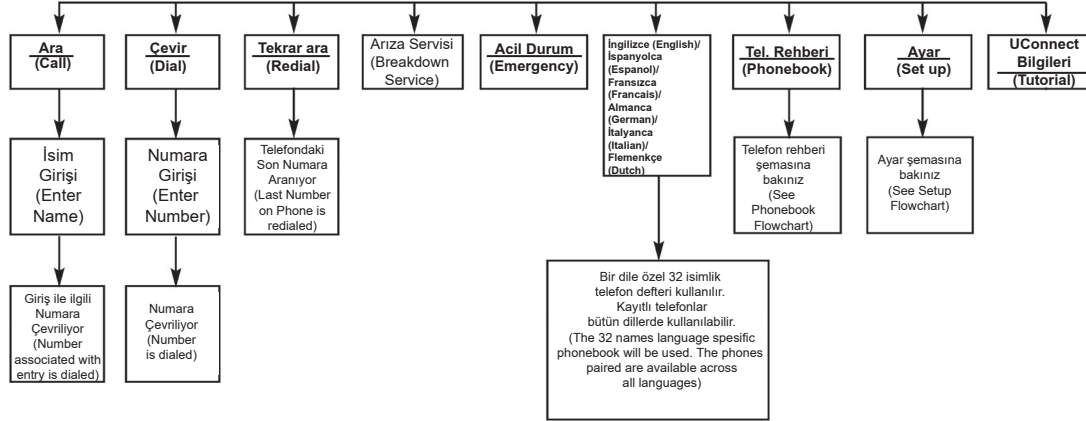 Ara
(Call)
Çevir
(Dial)
Tekrar ara
(Redial)
Arıza Servisi
(Breakdown
Service)
Acil Durum
(Emergency)
İngilizce (English)/
İspanyolca
(Espanol)/
Fransızca
(Francais)/
Almanca
(German)/
İtalyanca
(Italian)/
Flemenkçe
(Dutch)
Tel. Rehberi
(Phonebook)
Ayar
(Set up)
UConnect
Bilgileri
(Tutorial)
İsim
Girişi
(Enter
Name)
Numara
Girişi
(Enter
Number)
Telefondaki
Son Numara
Aranıyor
(Last Number
on Phone is
redialed)
Telefon rehberi
şemasına
bakınız
(See
Phonebook
Flowchart)
Ayar şemasına
bakınız
(See Setup
Flowchart)
Giriş ile ilgili
Numara
Çevriliyor
(Number
associated with
entry is dialed)
Numara
Çevriliyor
(Number
is dialed)
Bir dile özel 32 isimlik
telefon defteri kullanılır.
Kayıtlı telefonlar
bütün dillerde kullanılabilir.
(The 32 names language spesific
phonebook will be used. The phones
paired are available across
all languages)